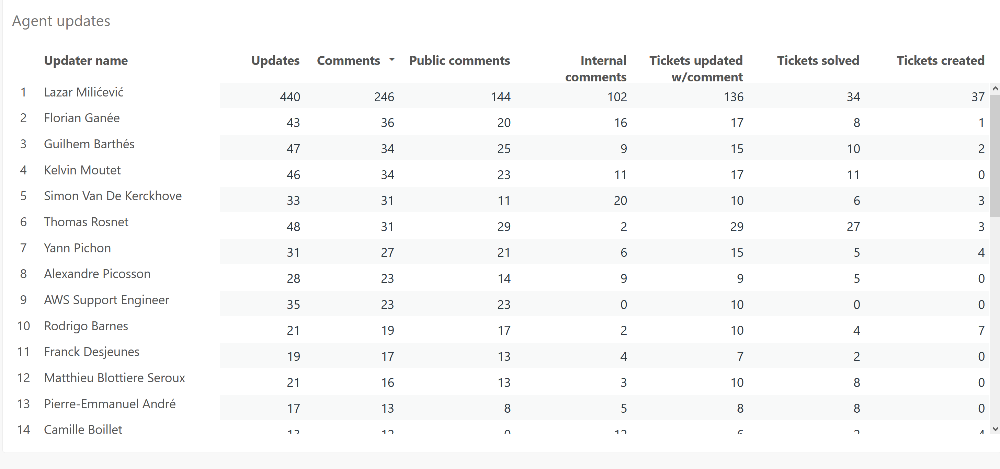 Agent updates
Updater name Updates Comments Public comments Internal comments Tickets updated w/comment Tickets solved Tickets created
1 Lazar Milićević 440 246 144 102 136 34 37
2 Florian Ganée 43 36 20 16 17 8 1
3 Guilhem Barthés 47 34 25 9 15 10 2
4 Kelvin Moutet 46 34 23 11 17 11 0
5 Simon Van De Kerckhove 33 31 11 20 10 6 3
6 Thomas Rosnet 48 31 29 2 29 27 3
7 Yann Pichon 31 27 21 6 15 5 4
8 Alexandre Picosson 28 23 14 9 9 5 0
9 AWS Support Engineer 35 23 23 0 10 0 0
10 Rodrigo Barnes 21 19 17 2 10 4 7
11 Franck Desjeunes 19 17 13 4 7 2 0
12 Matthieu Blottiere Seroux 21 16 13 3 10 8 0
13 Pierre-Emmanuel André 17 13 8 5 8 8 0
14 Camille Boillet